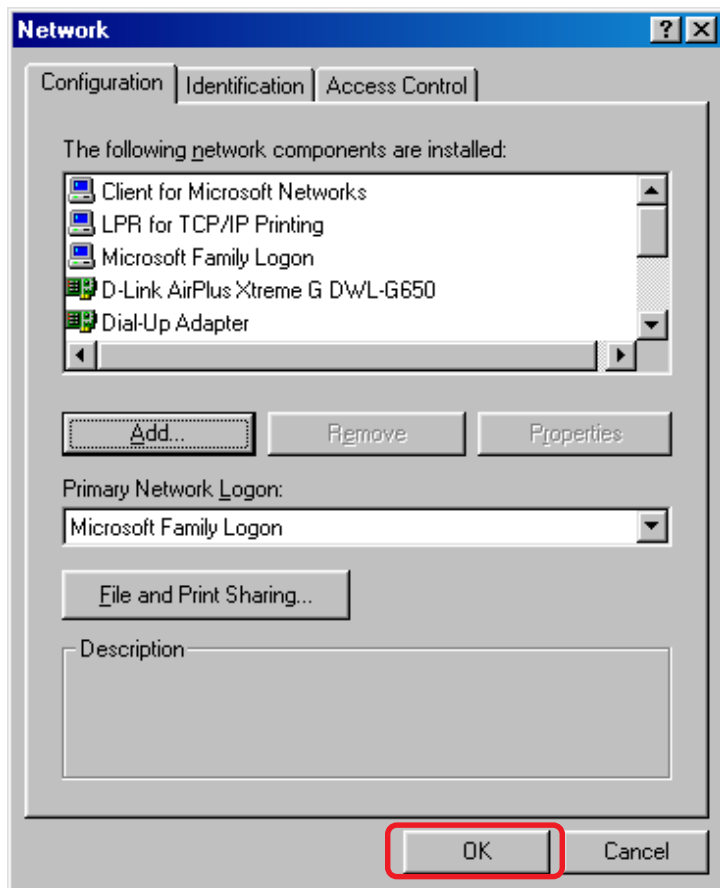 Network
Configuration Identification Access Control
The following network components are installed:
Client for Microsoft Networks
LPR for TCP/IP Printing
Microsoft Family Logon
D-Link AirPlus Xtreme G DWL-G650
Dial-Up Adapter
Add... Remove Properties
Primary Network Logon:
Microsoft Family Logon
File and Print Sharing...
Description
OK Cancel